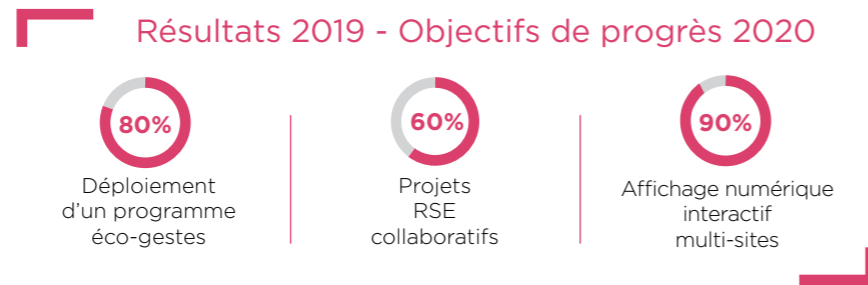 Résultats 2019 - Objectifs de progrès 2020
80%
Déploiement
d'un programme
éco-gestes
60%
Projets
RSE
collaboratifs
90%
Affichage numérique
interactif
multi-sites